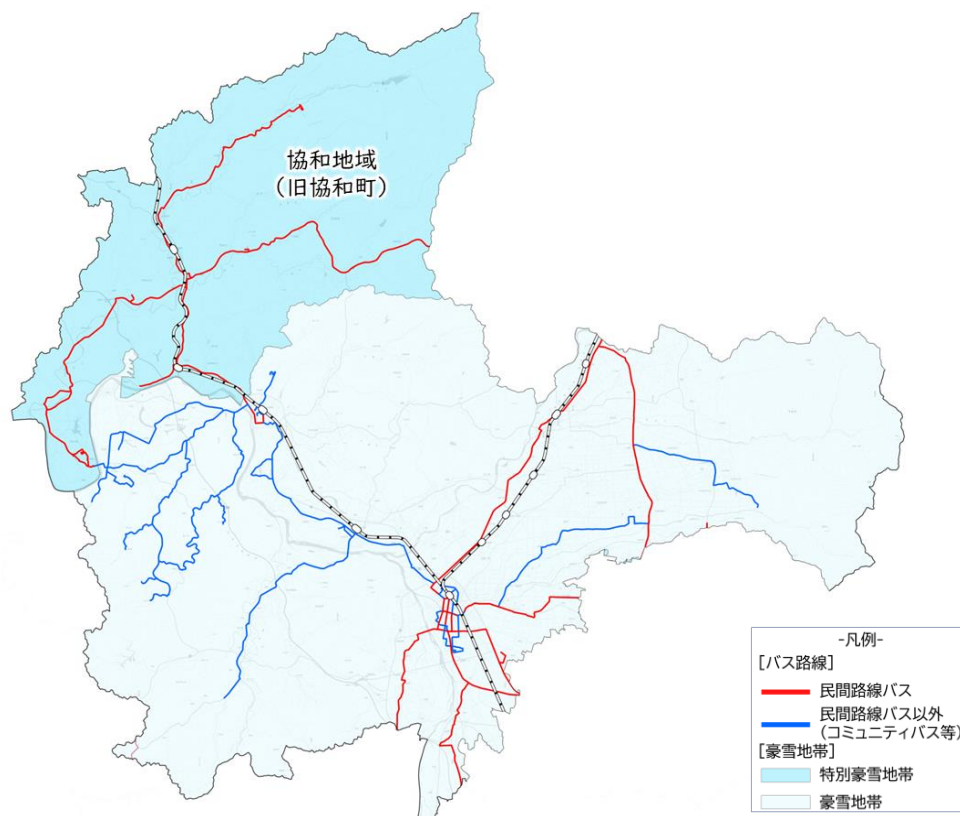 協和地域
（旧協和町）
-凡例-
[バス路線]
民間路線バス
民間路線バス以外
（コミュニティバス等）
[豪雪地帯]
特別豪雪地帯
豪雪地帯